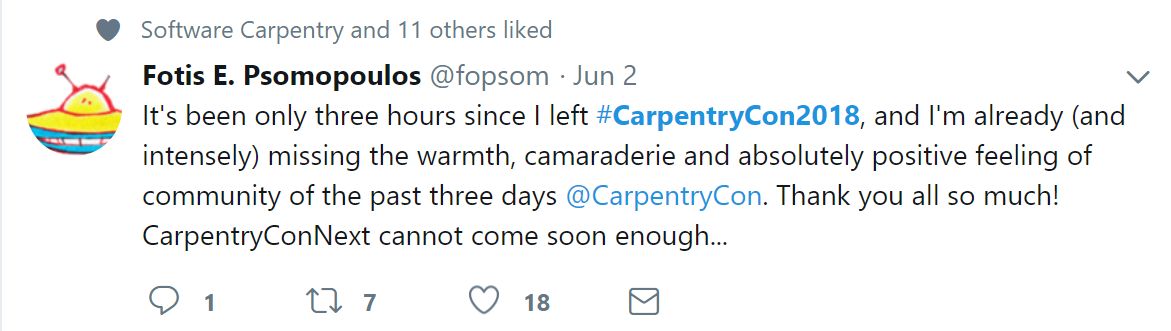 Software Carpentry and 11 others liked
Fotis E. Psomopoulos @fopsom · Jun 2
It's been only three hours since I left #CarpentryCon2018, and I'm already (and
intensely) missing the warmth, camaraderie and absolutely positive feeling of
community of the past three days @CarpentryCon. Thank you all so much!
CarpentryConNext cannot come soon enough...
1 7 18